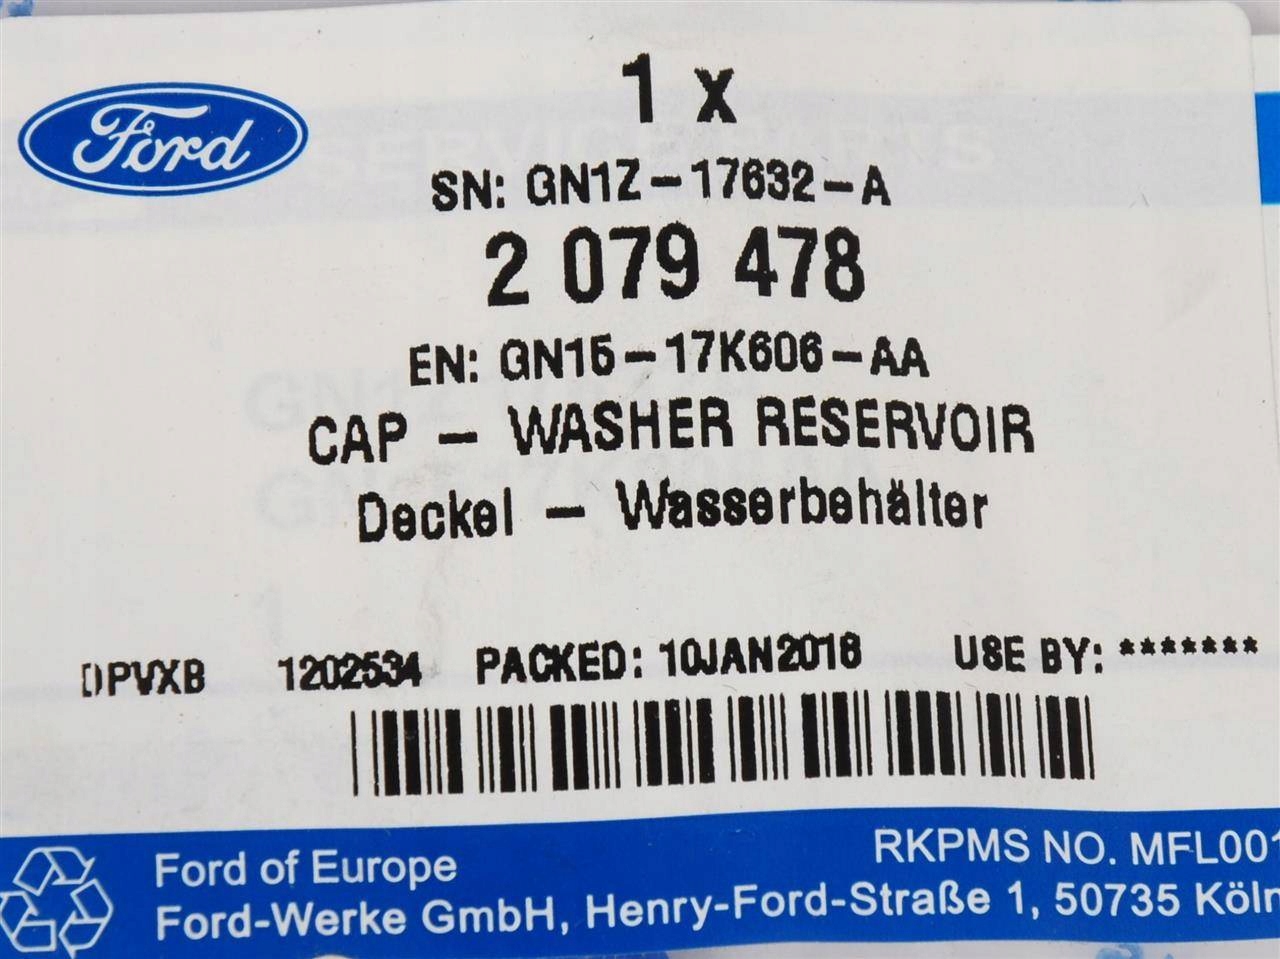 Ford
1 x
SN: GN1Z-17632-A
2 079 478
EN: GN15-17K606-AA
CAP - WASHER RESERVOIR
Deckel - Wasserbehälter
DPVXB 1202534 PACKED: 10JAN2018 USE BY: *******
Ford of Europe
RKPMS NO. MFL001
Ford-Werke GmbH, Henry-Ford-Straße 1, 50735 Köln